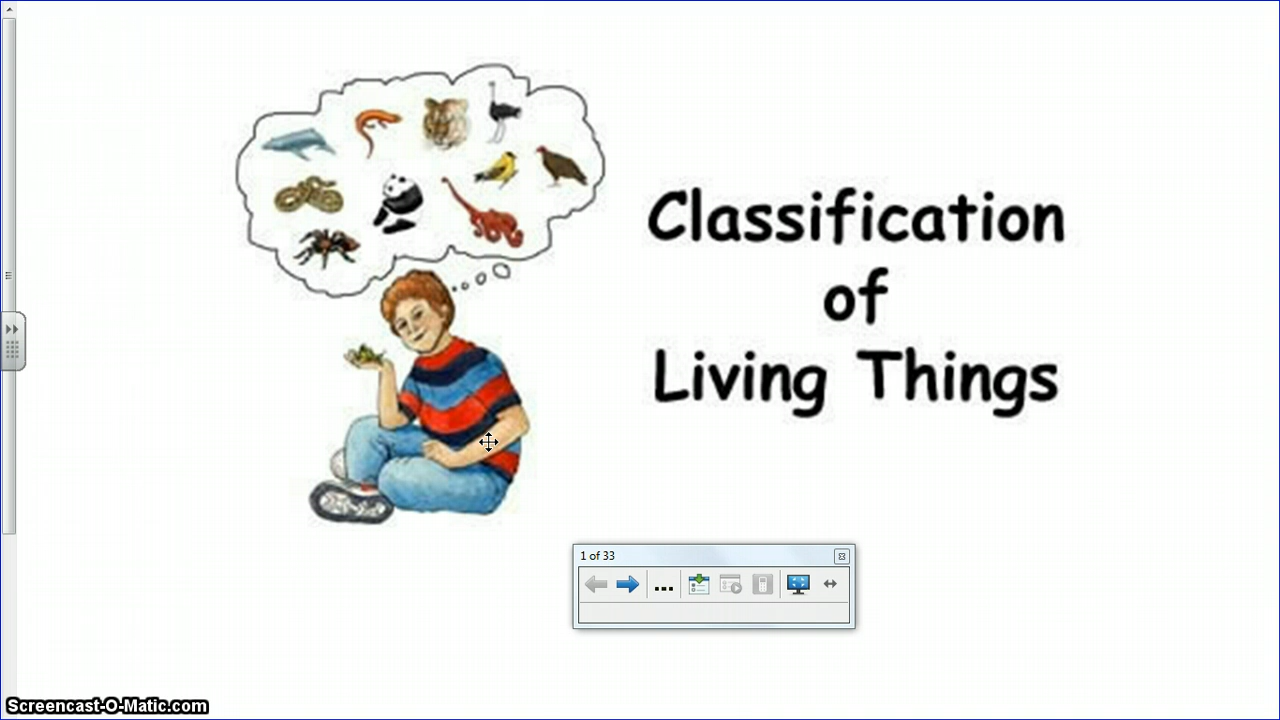 Classification
of
Living Things
1 of 33
...
Screencast-O-Matic.com